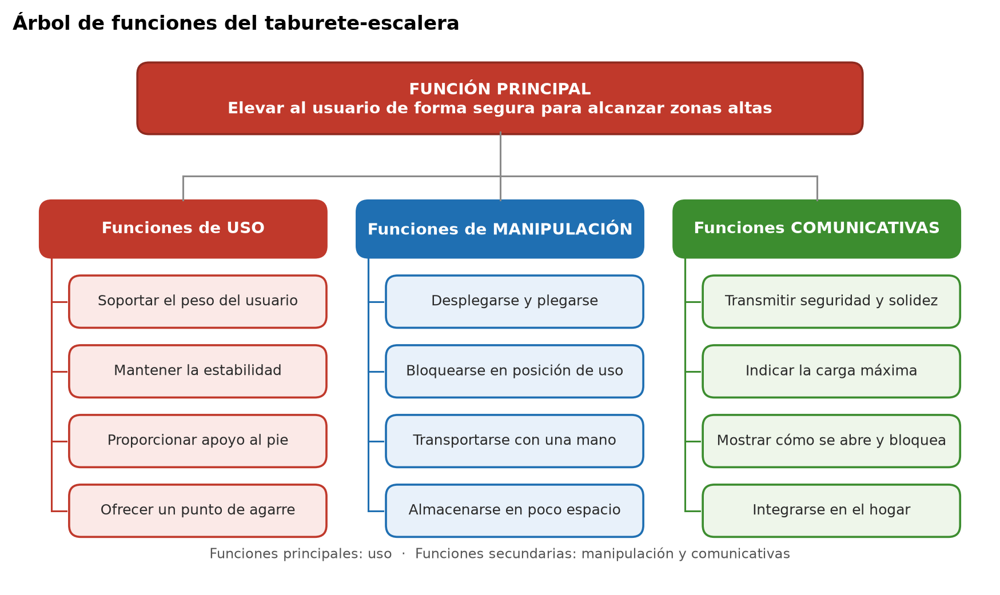 Árbol de funciones del taburete-escalera
FUNCIÓN PRINCIPAL
Elevar al usuario de forma segura para alcanzar zonas altas
Funciones de USO
Soportar el peso del usuario
Mantener la estabilidad
Proporcionar apoyo al pie
Ofrecer un punto de agarre
Funciones de MANIPULACIÓN
Desplegarse y plegarse
Bloquearse en posición de uso
Transportarse con una mano
Almacenarse en poco espacio
Funciones COMUNICATIVAS
Transmitir seguridad y solidez
Indicar la carga máxima
Mostrar cómo se abre y bloquea
Integrarse en el hogar
Funciones principales: uso · Funciones secundarias: manipulación y comunicativas